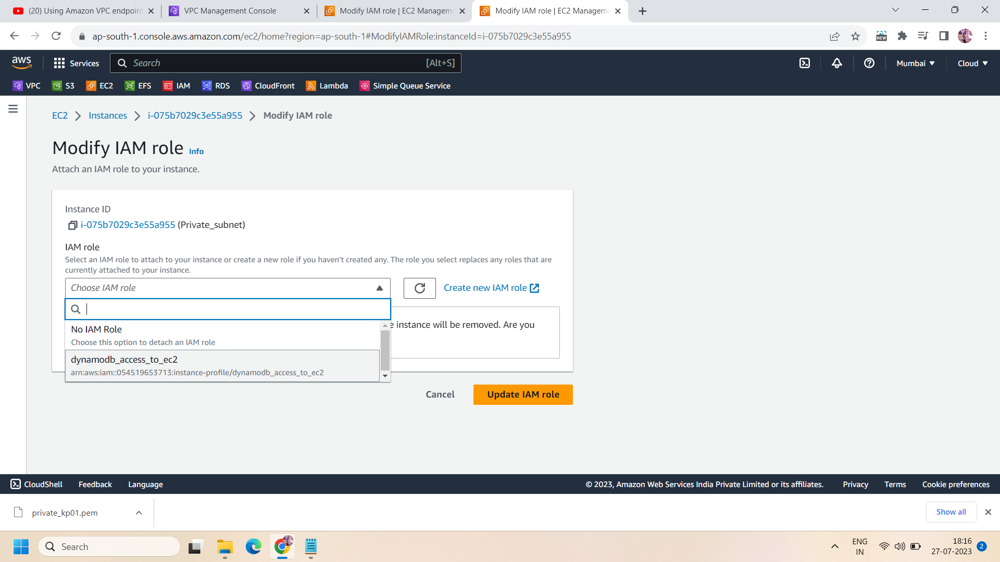 (20) Using Amazon VPC endpoint
VPC Management Console
Modify IAM role | EC2 Manageme
Modify IAM role | EC2 Manageme
ap-south-1.console.aws.amazon.com/ec2/home?region=ap-south-1#ModifyIAMRole:instanceId=i-075b7029c3e55a955
NEW
aws
Services
Search
[Alt+S]
Mumbai
Cloud
VPC
S3
EC2
EFS
IAM
RDS
CloudFront
Lambda
Simple Queue Service
EC2
Instances
i-075b7029c3e55a955
Modify IAM role
Modify IAM role
Info
Attach an IAM role to your instance.
Instance ID
i-075b7029c3e55a955 (Private_subnet)
IAM role
Select an IAM role to attach to your instance or create a new role if you haven't created any. The role you select replaces any roles that are
currently attached to your instance.
Choose IAM role
Create new IAM role
No IAM Role
Choose this option to detach an IAM role
e instance will be removed. Are you
dynamodb_access_to_ec2
arn:aws:iam::054519653713:instance-profile/dynamodb_access_to_ec2
Cancel
Update IAM role
CloudShell
Feedback
Language
© 2023, Amazon Web Services India Private Limited or its affiliates.
Privacy
Terms
Cookie preferences
private_kp01.pem
Show all
Search
ENG
IN
18:16
27-07-2023
2